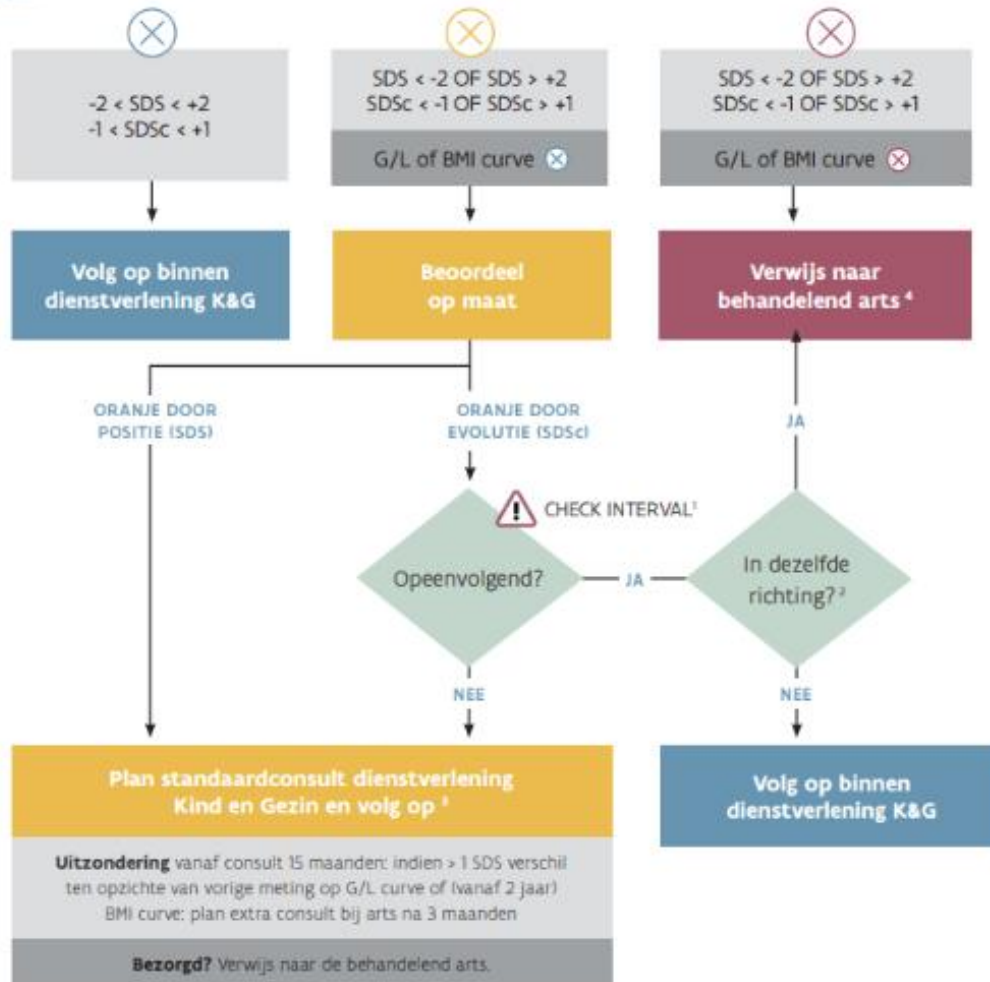 -2 < SDS < +2
-1 < SDSc < +1
SDS < -2 OF SDS > +2
SDSc < -1 OF SDSc > +1
G/L of BMI curve
SDS < -2 OF SDS > +2
SDSc < -1 OF SDSc > +1
G/L of BMI curve
Volg op binnen
dienstverlening K&G
Beoordeel
op maat
Verwijs naar
behandelend arts ⁴
ORANJE DOOR
POSITIE (SDS)
ORANJE DOOR
EVOLUTIE (SDSc)
JA
CHECK INTERVAL¹
Opeenvolgend?
JA
In dezelfde
richting? ²
NEE
NEE
Plan standaardconsult dienstverlening
Kind en Gezin en volg op ³
Volg op binnen
dienstverlening K&G
Uitzondering vanaf consult 15 maanden: indien > 1 SDS verschil
ten opzichte van vorige meting op G/L curve of (vanaf 2 jaar)
BMI curve: plan extra consult bij arts na 3 maanden
Bezorgd? Verwijs naar de behandelend arts.